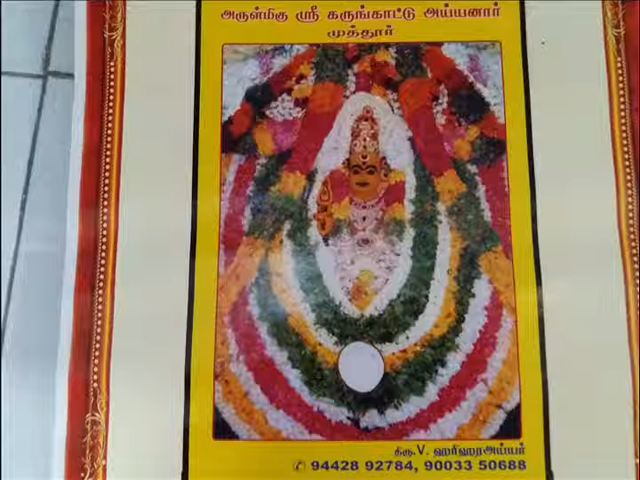 அருள்மிகு ஸ்ரீ கருங்காட்டு அய்யனார்
முத்தூர்
திரு.V. ஹரிஹரஅய்யர்
✆ 94428 92784, 90033 50688